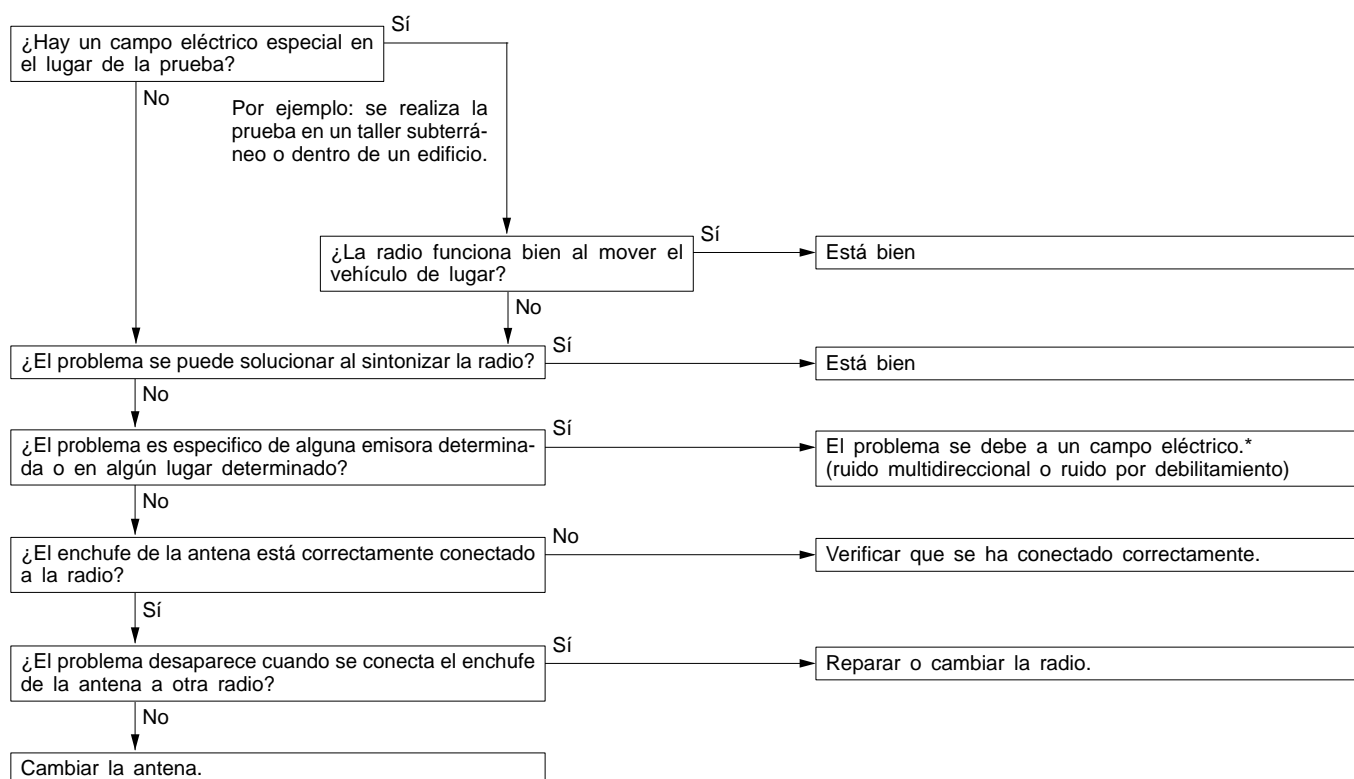 Sí
¿Hay un campo eléctrico especial en
el lugar de la prueba?
No
Por ejemplo: se realiza la
prueba en un taller subterrá-
neo o dentro de un edificio.
¿La radio funciona bien al mover el
vehículo de lugar?
Sí
Está bien
No
¿El problema se puede solucionar al sintonizar la radio?
Sí
Está bien
No
¿El problema es especifico de alguna emisora determina-
da o en algún lugar determinado?
Sí
El problema se debe a un campo eléctrico.*
(ruido multidireccional o ruido por debilitamiento)
No
¿El enchufe de la antena está correctamente conectado
a la radio?
No
Verificar que se ha conectado correctamente.
Sí
¿El problema desaparece cuando se conecta el enchufe
de la antena a otra radio?
Sí
Reparar o cambiar la radio.
No
Cambiar la antena.